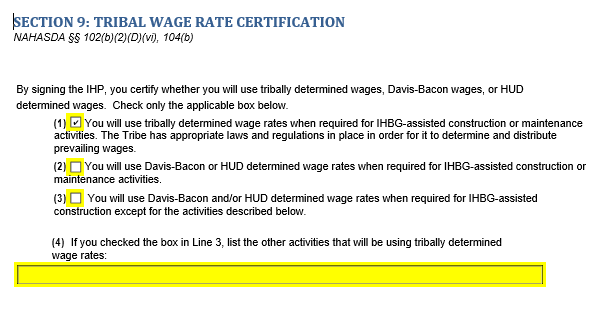 SECTION 9: TRIBAL WAGE RATE CERTIFICATION
NAHASDA §§ 102(b)(2)(D)(vi), 104(b)
By signing the IHP, you certify whether you will use tribally determined wages, Davis-Bacon wages, or HUD
determined wages.  Check only the applicable box below.
(1) ☑ You will use tribally determined wage rates when required for IHBG-assisted construction or maintenance
activities. The Tribe has appropriate laws and regulations in place in order for it to determine and distribute
prevailing wages.
(2) ☐ You will use Davis-Bacon or HUD determined wage rates when required for IHBG-assisted construction or
maintenance activities.
(3) ☐ You will use Davis-Bacon and/or HUD determined wage rates when required for IHBG-assisted
construction except for the activities described below.
(4)  If you checked the box in Line 3, list the other activities that will be using tribally determined
wage rates: